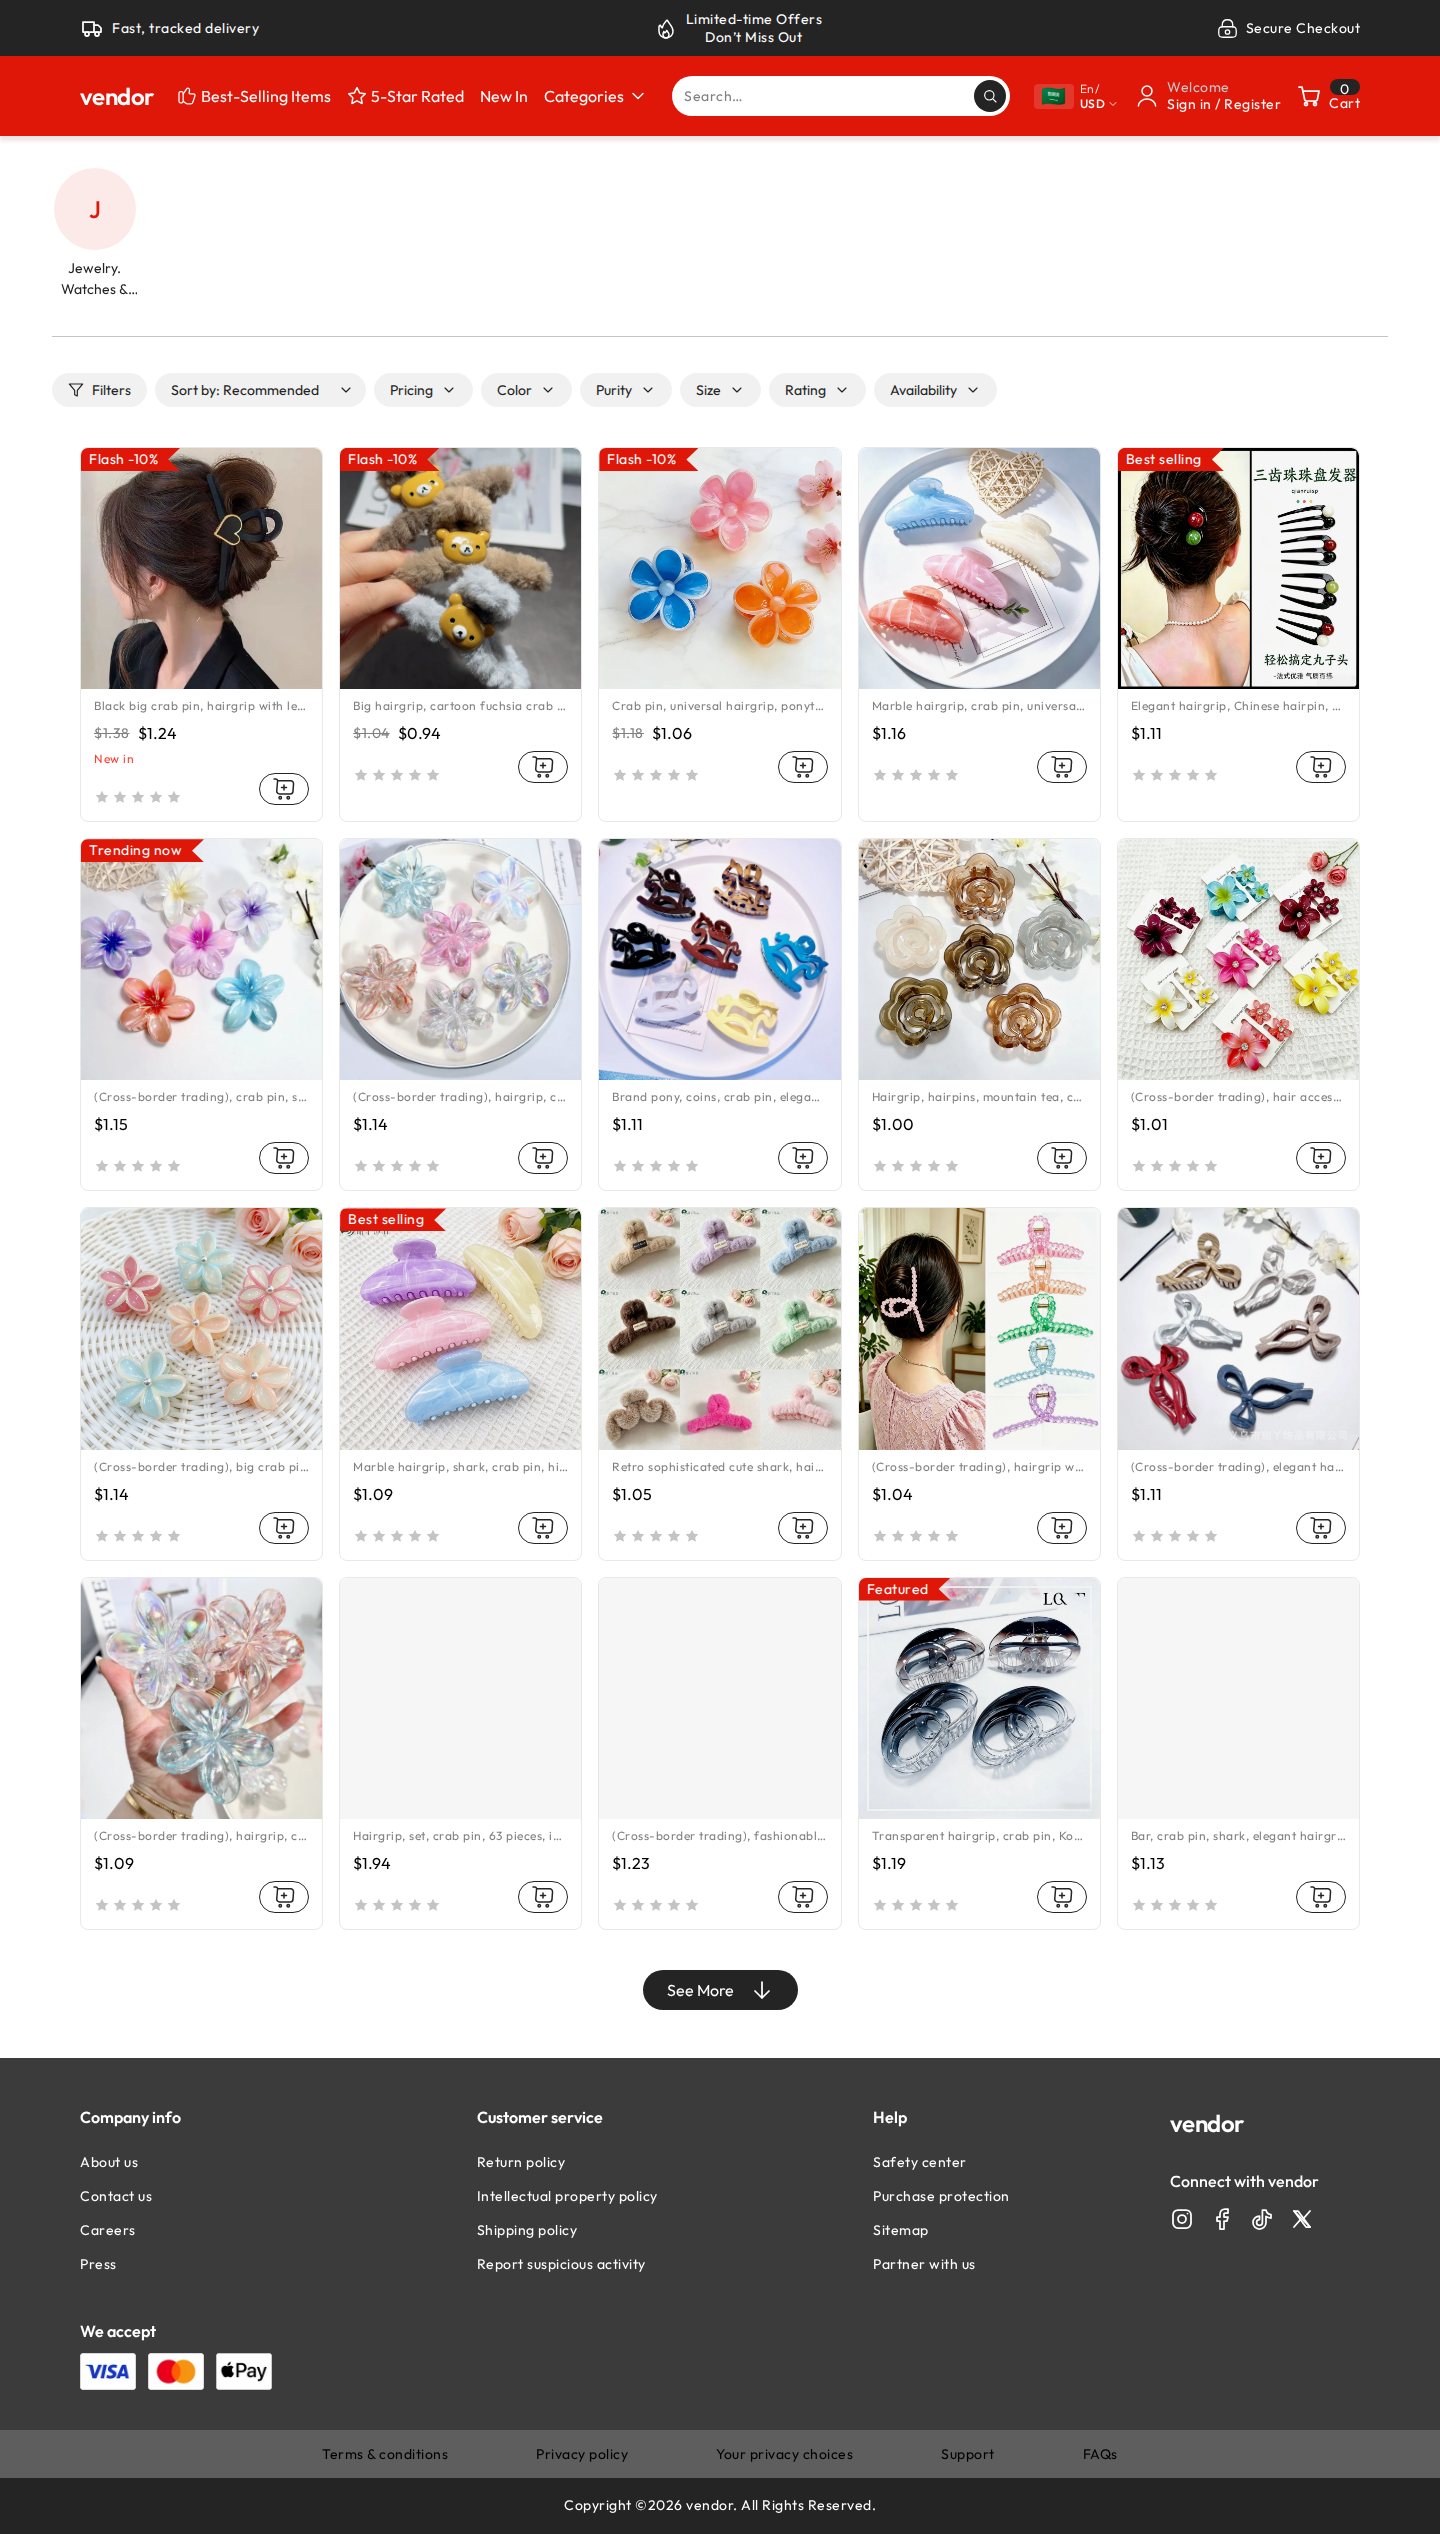 Fast, tracked delivery
Limited-time Offers
Don't Miss Out
Secure Checkout
vendor
Best-Selling Items
5-Star Rated
New In
Categories
Search...
En/
USD
Welcome
Sign in / Register
0
Cart
J
Jewelry.
Watches &...
Filters
Sort by: Recommended
Pricing
Color
Purity
Size
Rating
Availability
Flash -10%
Flash -10%
Flash -10%
Best selling
三齿珠珠盘发器
qianruisp
轻松搞定丸子头
-法式优雅 气质百搭
Black big crab pin, hairgrip with le...
$1.38 $1.24
New in
Big hairgrip, cartoon fuchsia crab ...
$1.04 $0.94
Crab pin, universal hairgrip, ponyt...
$1.18 $1.06
Marble hairgrip, crab pin, universa...
$1.16
Elegant hairgrip, Chinese hairpin, ...
$1.11
Trending now
(Cross-border trading), crab pin, s...
$1.15
(Cross-border trading), hairgrip, c...
$1.14
Brand pony, coins, crab pin, elega...
$1.11
Hairgrip, hairpins, mountain tea, c...
$1.00
(Cross-border trading), hair acces...
$1.01
Best selling
(Cross-border trading), big crab pi...
$1.14
Marble hairgrip, shark, crab pin, hi...
$1.09
Retro sophisticated cute shark, hai...
$1.05
(Cross-border trading), hairgrip w...
$1.04
(Cross-border trading), elegant ha...
$1.11
Featured
(Cross-border trading), hairgrip, c...
$1.09
Hairgrip, set, crab pin, 63 pieces, i...
$1.94
(Cross-border trading), fashionabl...
$1.23
Transparent hairgrip, crab pin, Ko...
$1.19
Bar, crab pin, shark, elegant hairgr...
$1.13
See More
Company info
About us
Contact us
Careers
Press
Customer service
Return policy
Intellectual property policy
Shipping policy
Report suspicious activity
Help
Safety center
Purchase protection
Sitemap
Partner with us
vendor
Connect with vendor
We accept
VISA
Pay
Terms & conditions
Privacy policy
Your privacy choices
Support
FAQs
Copyright ©2026 vendor. All Rights Reserved.